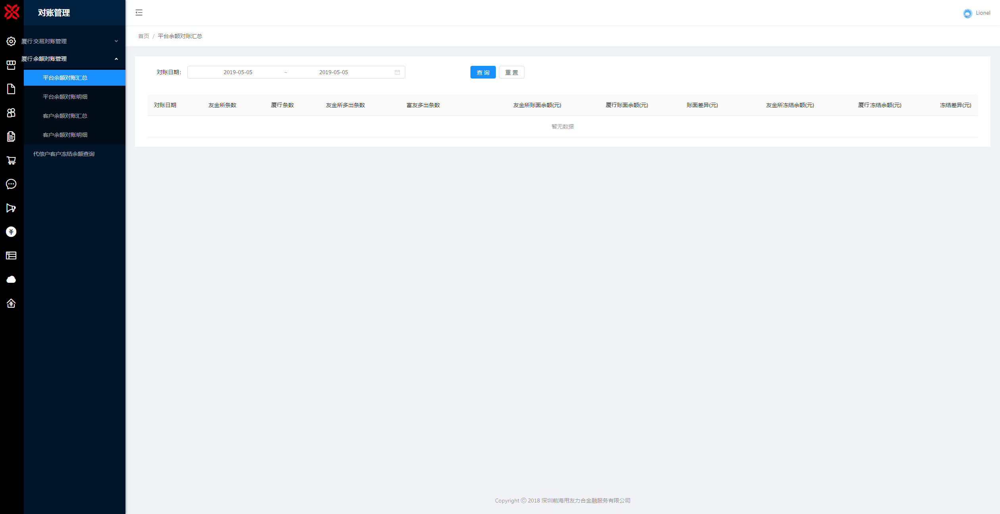 对账管理
Lionel
厦行交易对账管理
厦行余额对账管理
平台余额对账汇总
平台余额对账明细
客户余额对账汇总
客户余额对账明细
代偿户客户冻结余额查询
首页 / 平台余额对账汇总
对账日期: 2019-05-05 ~ 2019-05-05 查 询 重 置
对账日期 友金所条数 厦行条数 友金所多出条数 富友多出条数 友金所账面余额(元) 厦行账面余额(元) 账面差异(元) 友金所冻结余额(元) 厦行冻结余额(元) 冻结差异(元)
暂无数据
Copyright © 2018 深圳前海用友力合金融服务有限公司